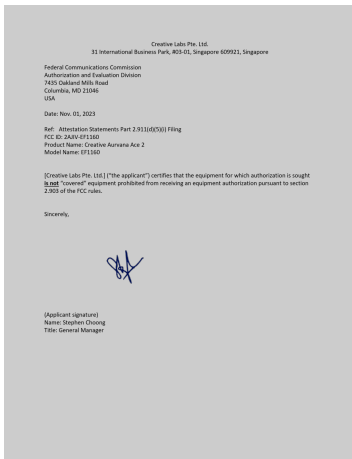 Creative Labs Pte. Ltd.
31 International Business Park, #03-01, Singapore 609921, Singapore
Federal Communications Commission
Authorization and Evaluation Division
7435 Oakland Mills Road
Columbia, MD 21046
USA
Date: Nov. 01, 2023
Ref: Attestation Statements Part 2.911(d)(5)(i) Filing
FCC ID: 2AJIV-EF1160
Product Name: Creative Aurvana Ace 2
Model Name: EF1160
[Creative Labs Pte. Ltd.] ("the applicant") certifies that the equipment for which authorization is sought
is not "covered" equipment prohibited from receiving an equipment authorization pursuant to section
2.903 of the FCC rules.
Sincerely,
(Applicant signature)
Name: Stephen Choong
Title: General Manager